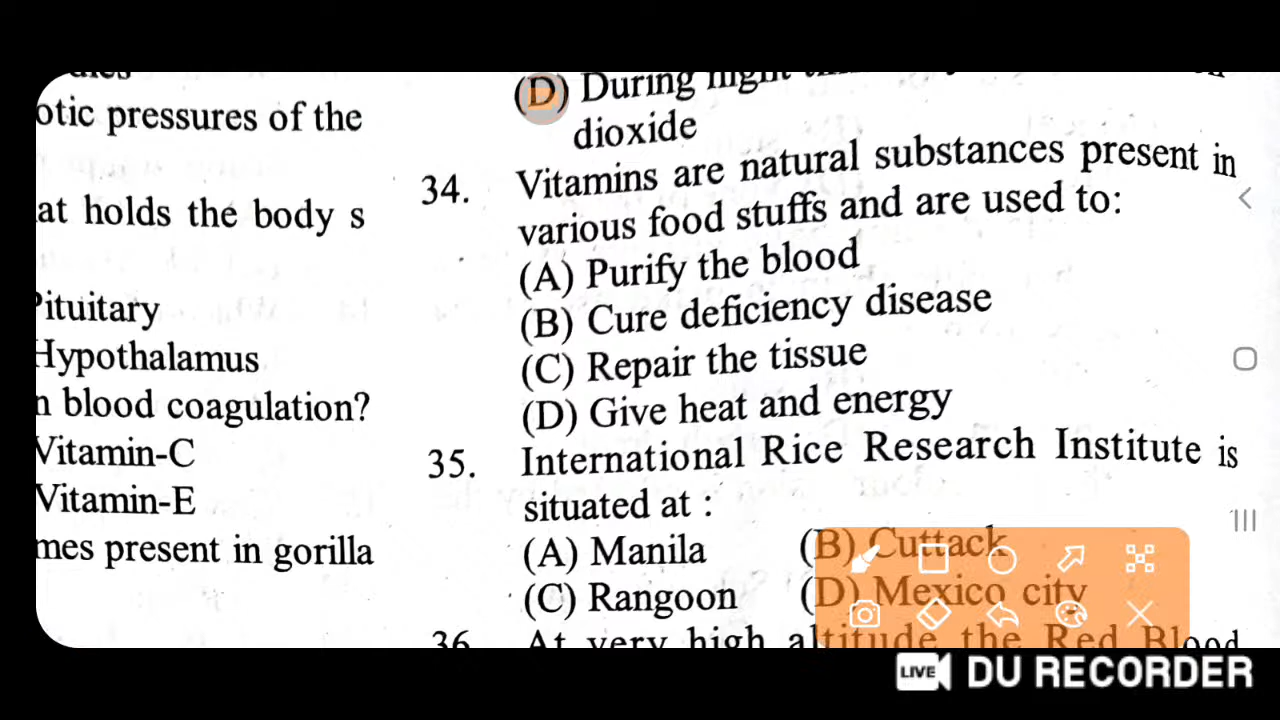 otic pressures of the
at holds the body s
Pituitary
Hypothalamus
n blood coagulation?
Vitamin-C
Vitamin-E
mes present in gorilla
(D) During night
dioxide
34. Vitamins are natural substances present in
various food stuffs and are used to:
(A) Purify the blood
(B) Cure deficiency disease
(C) Repair the tissue
(D) Give heat and energy
35. International Rice Research Institute is
situated at :
(A) Manila (B) Cuttack
(C) Rangoon (D) Mexico city
36. At very high altitude the Red Blood
LIVE DU RECORDER